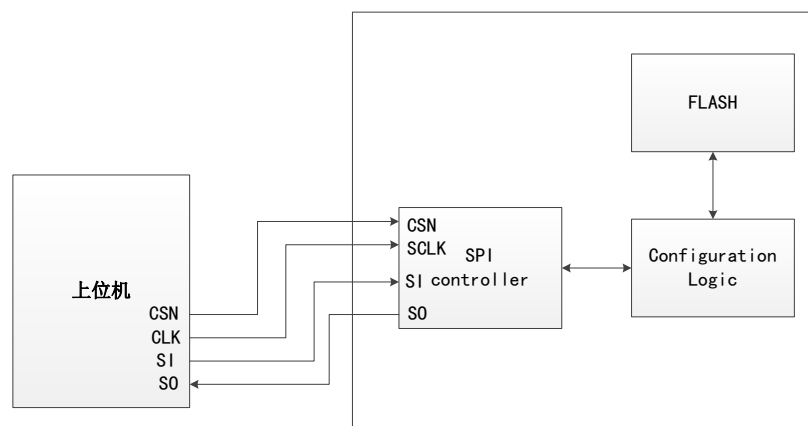 FLASH
CSN
SCLK
SPI
SI controller
SO
Configuration
Logic
上位机
CSN
CLK
SI
SO